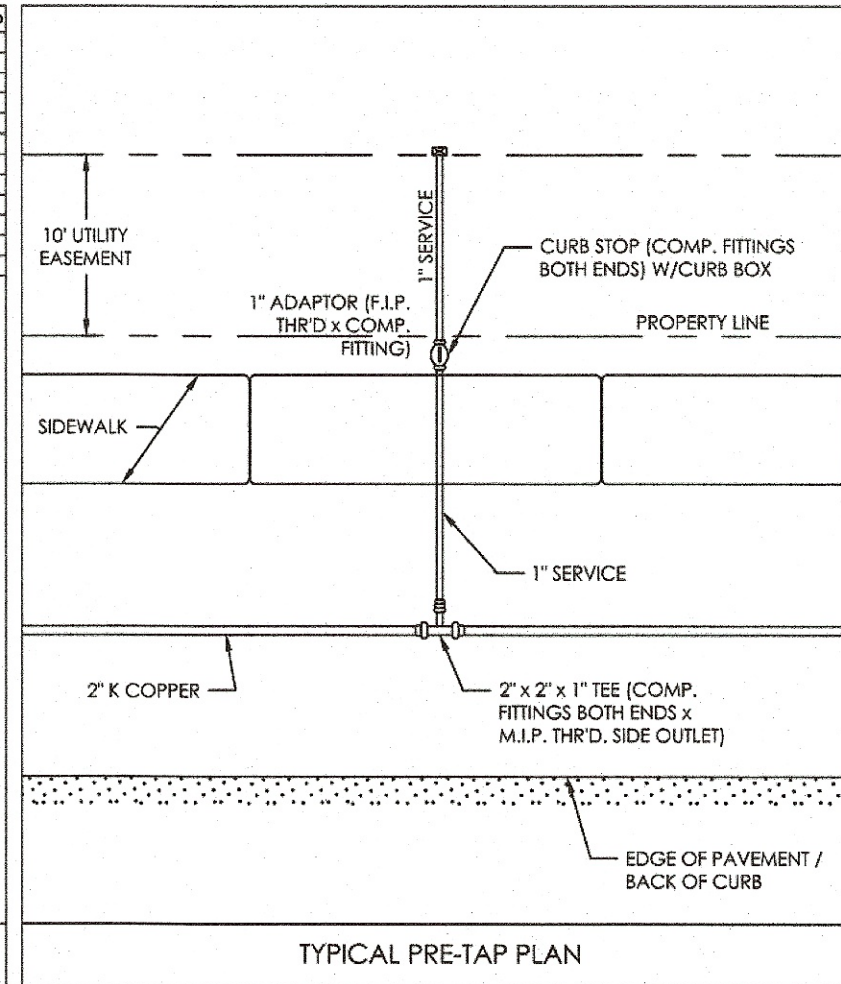 10' UTILITY
EASEMENT
1" SERVICE
CURB STOP (COMP. FITTINGS
BOTH ENDS) W/CURB BOX
1" ADAPTOR (F.I.P.
THR'D x COMP.
FITTING)
PROPERTY LINE
SIDEWALK
1" SERVICE
2" K COPPER
2" x 2" x 1" TEE (COMP.
FITTINGS BOTH ENDS x
M.I.P. THR'D. SIDE OUTLET)
EDGE OF PAVEMENT /
BACK OF CURB
TYPICAL PRE-TAP PLAN